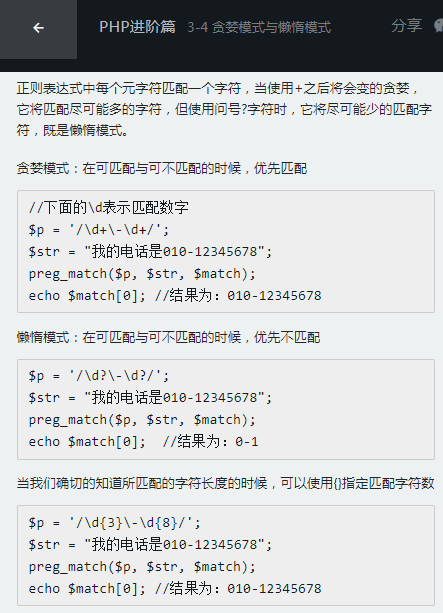 PHP进阶篇 3-4 贪婪模式与懒惰模式 分享
正则表达式中每个元字符匹配一个字符，当使用+之后将会变的贪婪，
它将匹配尽可能多的字符，但使用问号?字符时，它将尽可能少的匹配字
符，既是懒惰模式。
贪婪模式：在可匹配与可不匹配的时候，优先匹配
//下面的\d表示匹配数字
$p = '/\d+\-\d+/';
$str = "我的电话是010-12345678";
preg_match($p, $str, $match);
echo $match[0]; //结果为：010-12345678
懒惰模式：在可匹配与可不匹配的时候，优先不匹配
$p = '/\d?\-\d?/';
$str = "我的电话是010-12345678";
preg_match($p, $str, $match);
echo $match[0];  //结果为：0-1
当我们确切的知道所匹配的字符长度的时候，可以使用{}指定匹配字符数
$p = '/\d{3}\-\d{8}/';
$str = "我的电话是010-12345678";
preg_match($p, $str, $match);
echo $match[0]; //结果为：010-12345678